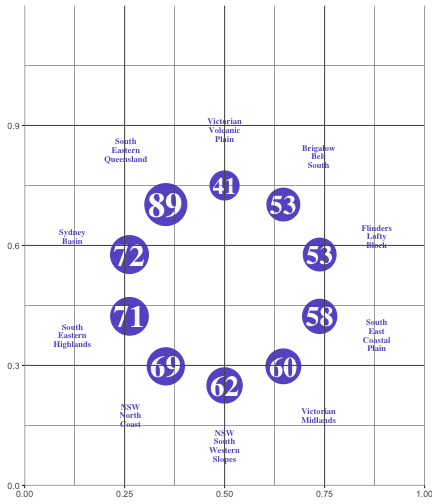 Victorian
Volcanic
Plain
South
Eastern
Queensland
Brigalow
Belt
South
0.9
41
89
53
Sydney
Basin
Flinders
Lofty
Block
0.6
72
53
71
58
South
Eastern
Highlands
South
East
Coastal
Plain
0.3
69
60
62
NSW
North
Coast
Victorian
Midlands
NSW
South
Western
Slopes
0.0
0.00
0.25
0.50
0.75
1.00